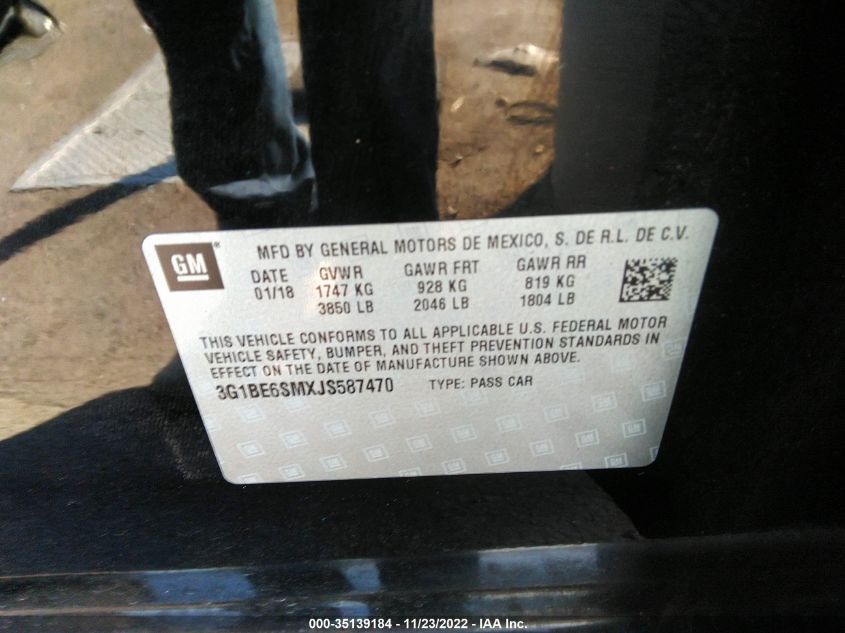 GM®
MFD BY GENERAL MOTORS DE MEXICO, S. DE R.L. DE C.V.
DATE GVWR GAWR FRT GAWR RR
01/18 1747 KG 928 KG 819 KG
3850 LB 2046 LB 1804 LB
THIS VEHICLE CONFORMS TO ALL APPLICABLE U.S. FEDERAL MOTOR
VEHICLE SAFETY, BUMPER, AND THEFT PREVENTION STANDARDS IN
EFFECT ON THE DATE OF MANUFACTURE SHOWN ABOVE.
3G1BE6SMXJS587470 TYPE: PASS CAR
000-35139184 - 11/23/2022 - IAA Inc.